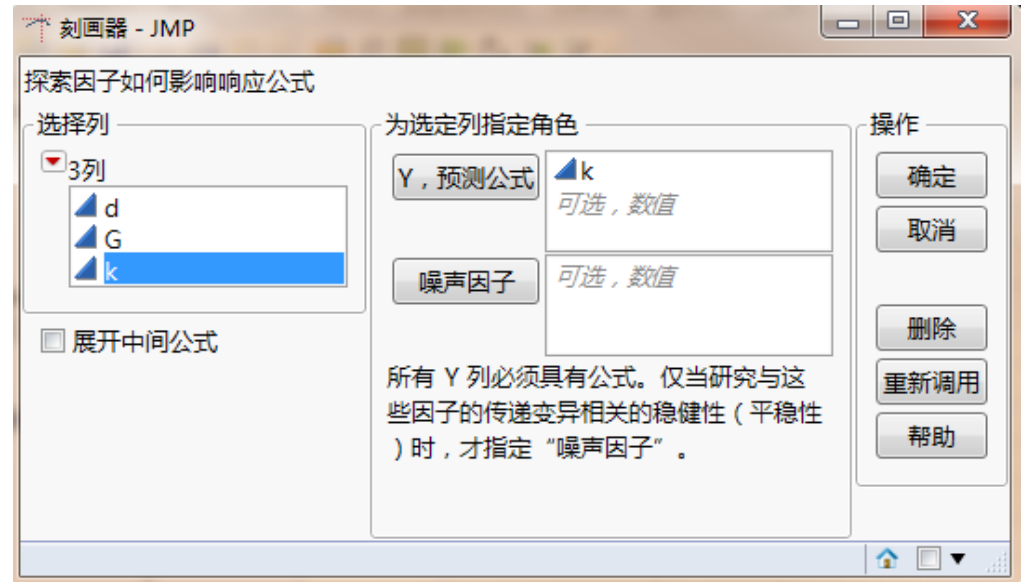 刻画器 - JMP
探索因子如何影响响应公式
选择列
3列
d
G
k
展开中间公式
为选定列指定角色
Y，预测公式
k
可选，数值
噪声因子
可选，数值
所有 Y 列必须具有公式。仅当研究与这
些因子的传递变异相关的稳健性（平稳性
）时，才指定“噪声因子”。
操作
确定
取消
删除
重新调用
帮助